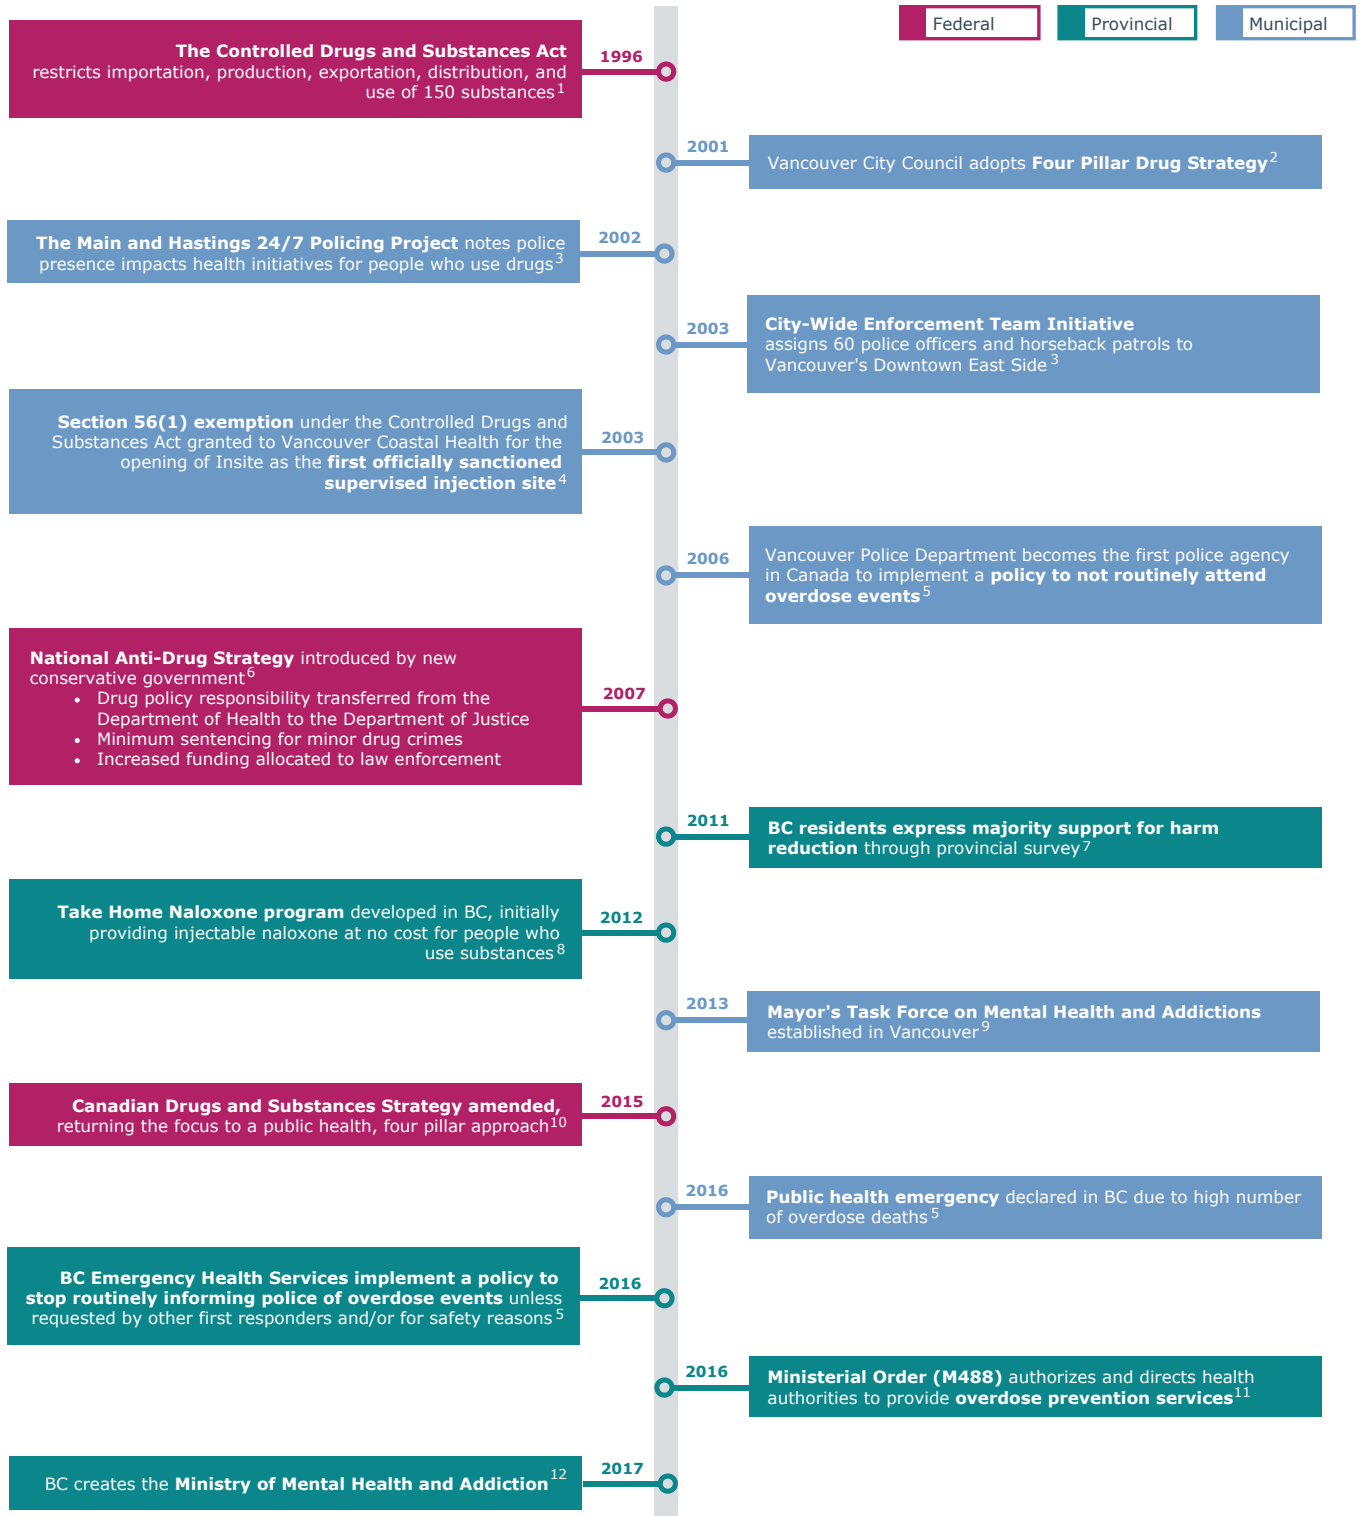 Federal
Provincial
Municipal
The Controlled Drugs and Substances Act
restricts importation, production, exportation, distribution, and
use of 150 substances1
1996
2001
Vancouver City Council adopts Four Pillar Drug Strategy2
The Main and Hastings 24/7 Policing Project notes police
presence impacts health initiatives for people who use drugs3
2002
2003
City-Wide Enforcement Team Initiative
assigns 60 police officers and horseback patrols to
Vancouver's Downtown East Side3
Section 56(1) exemption under the Controlled Drugs and
Substances Act granted to Vancouver Coastal Health for the
opening of Insite as the first officially sanctioned
supervised injection site4
2003
2006
Vancouver Police Department becomes the first police agency
in Canada to implement a policy to not routinely attend
overdose events5
National Anti-Drug Strategy introduced by new
conservative government6
• Drug policy responsibility transferred from the
Department of Health to the Department of Justice
• Minimum sentencing for minor drug crimes
• Increased funding allocated to law enforcement
2007
2011
BC residents express majority support for harm
reduction through provincial survey7
Take Home Naloxone program developed in BC, initially
providing injectable naloxone at no cost for people who
use substances8
2012
2013
Mayor's Task Force on Mental Health and Addictions
established in Vancouver9
Canadian Drugs and Substances Strategy amended,
returning the focus to a public health, four pillar approach10
2015
2016
Public health emergency declared in BC due to high number
of overdose deaths5
BC Emergency Health Services implement a policy to
stop routinely informing police of overdose events unless
requested by other first responders and/or for safety reasons5
2016
2016
Ministerial Order (M488) authorizes and directs health
authorities to provide overdose prevention services11
BC creates the Ministry of Mental Health and Addiction12
2017